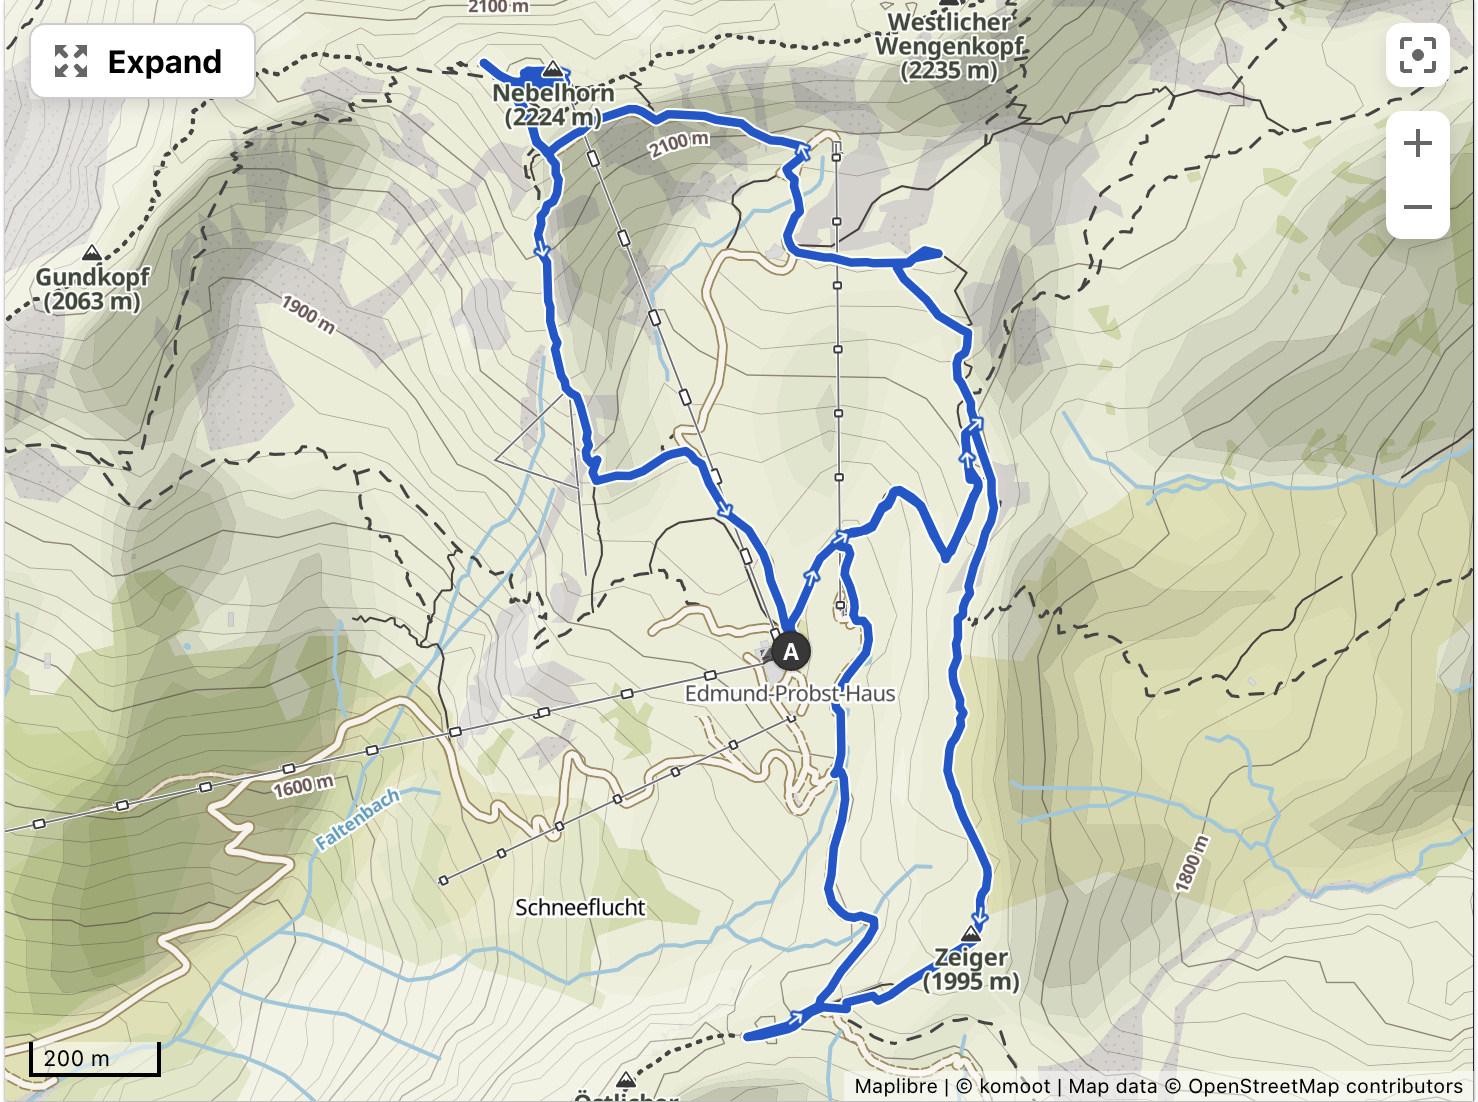 2100 m
Westlicher
Wengenkopf
(2235 m)
Expand
Nebelhorn
(2224 m)
2100 m
Gundkopf
(2063 m)
1900 m
A
Edmund-Probst-Haus
1600 m
Faltenbach
1800 m
Schneeflucht
Zeiger
(1995 m)
200 m
Östlicher
Maplibre | © komoot | Map data © OpenStreetMap contributors